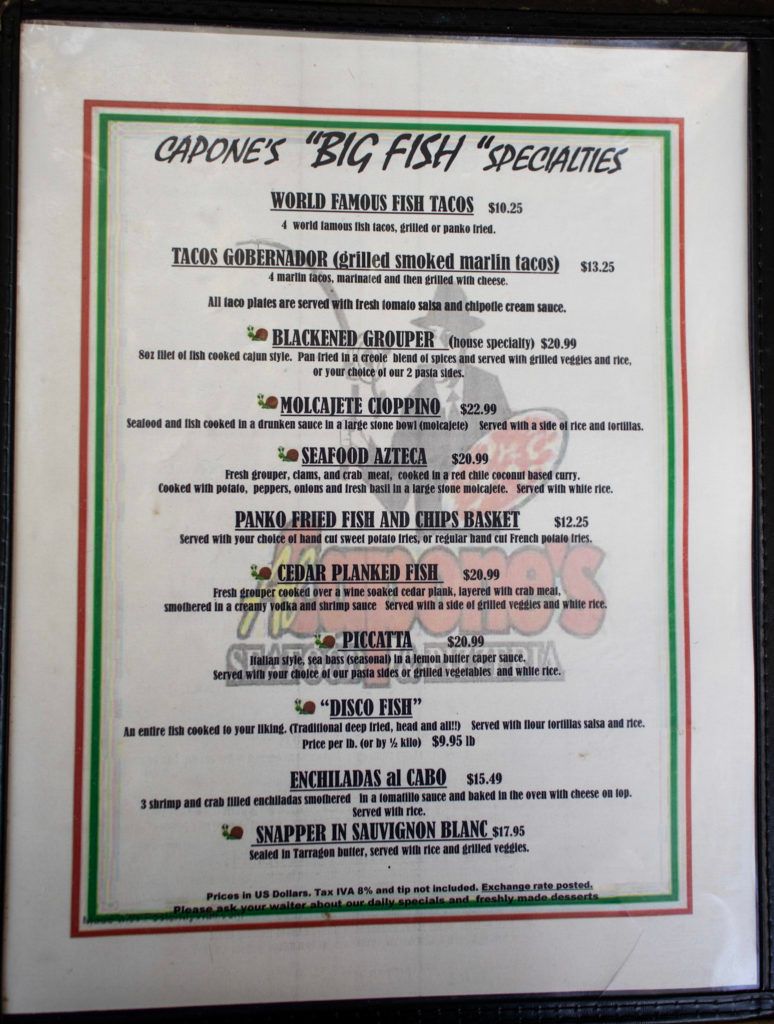 CAPONE'S "BIG FISH "SPECIALTIES
WORLD FAMOUS FISH TACOS $10.25
4 world famous fish tacos, grilled or panko fried.
TACOS GOBERNADOR (grilled smoked marlin tacos) $13.25
4 marlin tacos, marinated and then grilled with cheese.
All taco plates are served with fresh tomato salsa and chipotle cream sauce.
BLACKENED GROUPER (house specialty) $20.99
8oz filet of fish cooked cajun style. Pan fried in a creole blend of spices and served with grilled veggies and rice,
or your choice of our 2 pasta sides.
MOLCAJETE CIOPPINO $22.99
Seafood and fish cooked in a drunken sauce in a large stone bowl (molcajete) Served with a side of rice and tortillas.
SEAFOOD AZTECA $20.99
Fresh grouper, clams, and crab meat, cooked in a red chile coconut based curry.
Cooked with potato, peppers, onions and fresh basil in a large stone molcajete. Served with white rice.
PANKO FRIED FISH AND CHIPS BASKET $12.25
Served with your choice of hand cut sweet potato fries, or regular hand cut French potato fries.
CEDAR PLANKED FISH $20.99
Fresh grouper cooked over a wine soaked cedar plank, layered with crab meat,
smothered in a creamy vodka and shrimp sauce Served with a side of grilled veggies and white rice.
PICCATTA $20.99
Italian style, sea bass (seasonal) in a lemon butter caper sauce.
Served with your choice of our pasta sides or grilled vegetables and white rice.
"DISCO FISH"
An entire fish cooked to your liking. (Traditional deep fried, head and all!!) Served with flour tortillas salsa and rice.
Price per lb. (or by ½ kilo) $9.95 lb
ENCHILADAS al CABO $15.49
3 shrimp and crab filled enchiladas smothered in a tomatillo sauce and baked in the oven with cheese on top.
Served with rice.
SNAPPER IN SAUVIGNON BLANC $17.95
Sealed in Tarragon butter, served with rice and grilled veggies.
Prices in US Dollars. Tax IVA 8% and tip not included. Exchange rate posted.
Please ask your waiter about our daily specials and freshly made desserts
Al Capone's